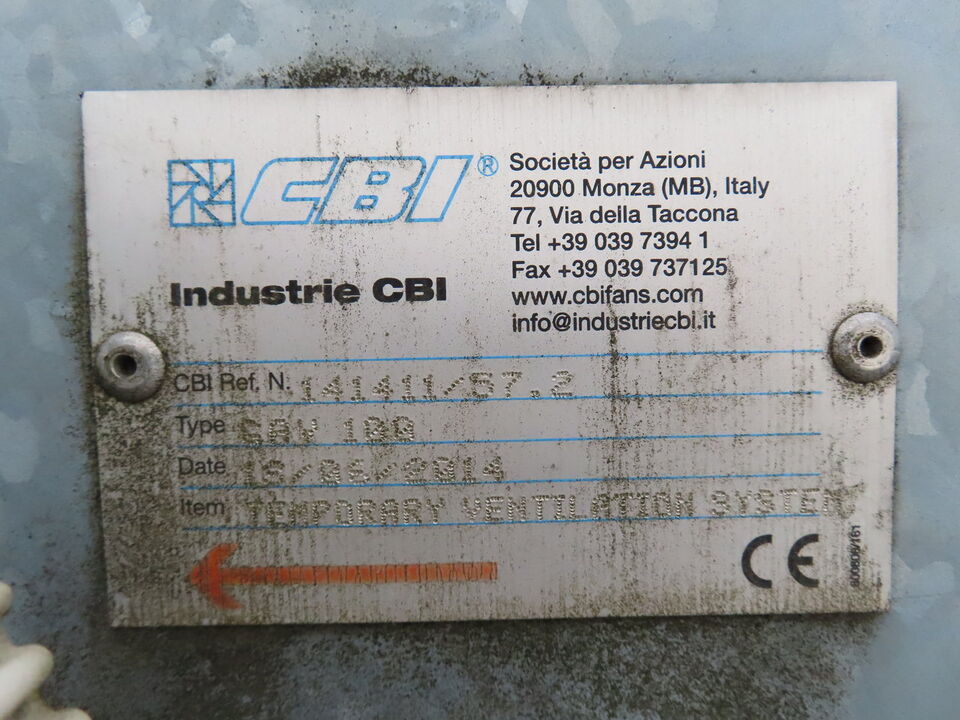 CBI®
Società per Azioni
20900 Monza (MB), Italy
77, Via della Taccona
Tel +39 039 7394 1
Fax +39 039 737125
www.cbifans.com
info@industriecbi.it
Industrie CBI
CBI Ref. N. 141411/57.2
Type
Date /06/2014
Item TEMPORARY VENTILATION SYSTEM
CE